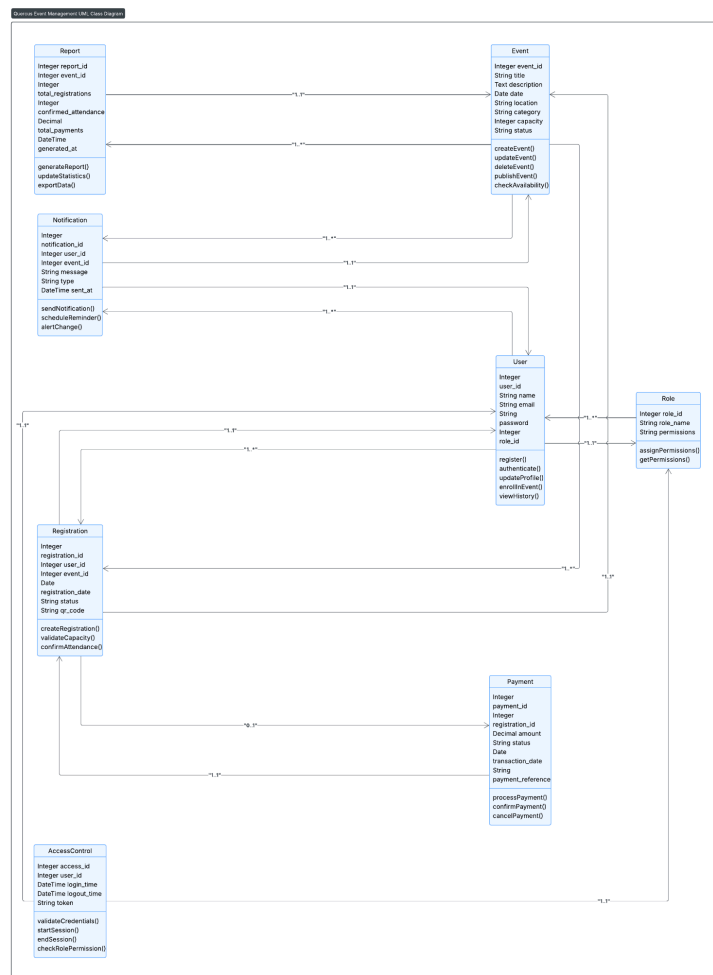 Quercus Event Management UML Class Diagram
Report
Integer report_id
Integer event_id
Integer
total_registrations
Integer
confirmed_attendance
Decimal
total_payments
DateTime
generated_at
generateReport()
updateStatistics()
exportData()
Event
Integer event_id
String title
Text description
Date date
String location
String category
Integer capacity
String status
createEvent()
updateEvent()
deleteEvent()
publishEvent()
checkAvailability()
"1..1"
"1..*"
Notification
Integer
notification_id
Integer user_id
Integer event_id
String message
String type
DateTime sent_at
sendNotification()
scheduleReminder()
alertChange()
"1..*"
"1..1"
"1..1"
"1..*"
User
Integer
user_id
String name
String email
String
password
Integer
role_id
register()
authenticate()
updateProfile()
enrollInEvent()
viewHistory()
Role
Integer role_id
String role_name
String permissions
assignPermissions()
getPermissions()
"1..*"
"1..1"
"1..1"
"1..1"
"1..*"
Registration
Integer
registration_id
Integer user_id
Integer event_id
Date
registration_date
String status
String qr_code
createRegistration()
validateCapacity()
confirmAttendance()
"1..*"
"1..1"
Payment
Integer
payment_id
Integer
registration_id
Decimal amount
String status
Date
transaction_date
String
payment_reference
processPayment()
confirmPayment()
cancelPayment()
"0..1"
"1..1"
AccessControl
Integer access_id
Integer user_id
DateTime login_time
DateTime logout_time
String token
validateCredentials()
startSession()
endSession()
checkRolePermission()
"1..1"